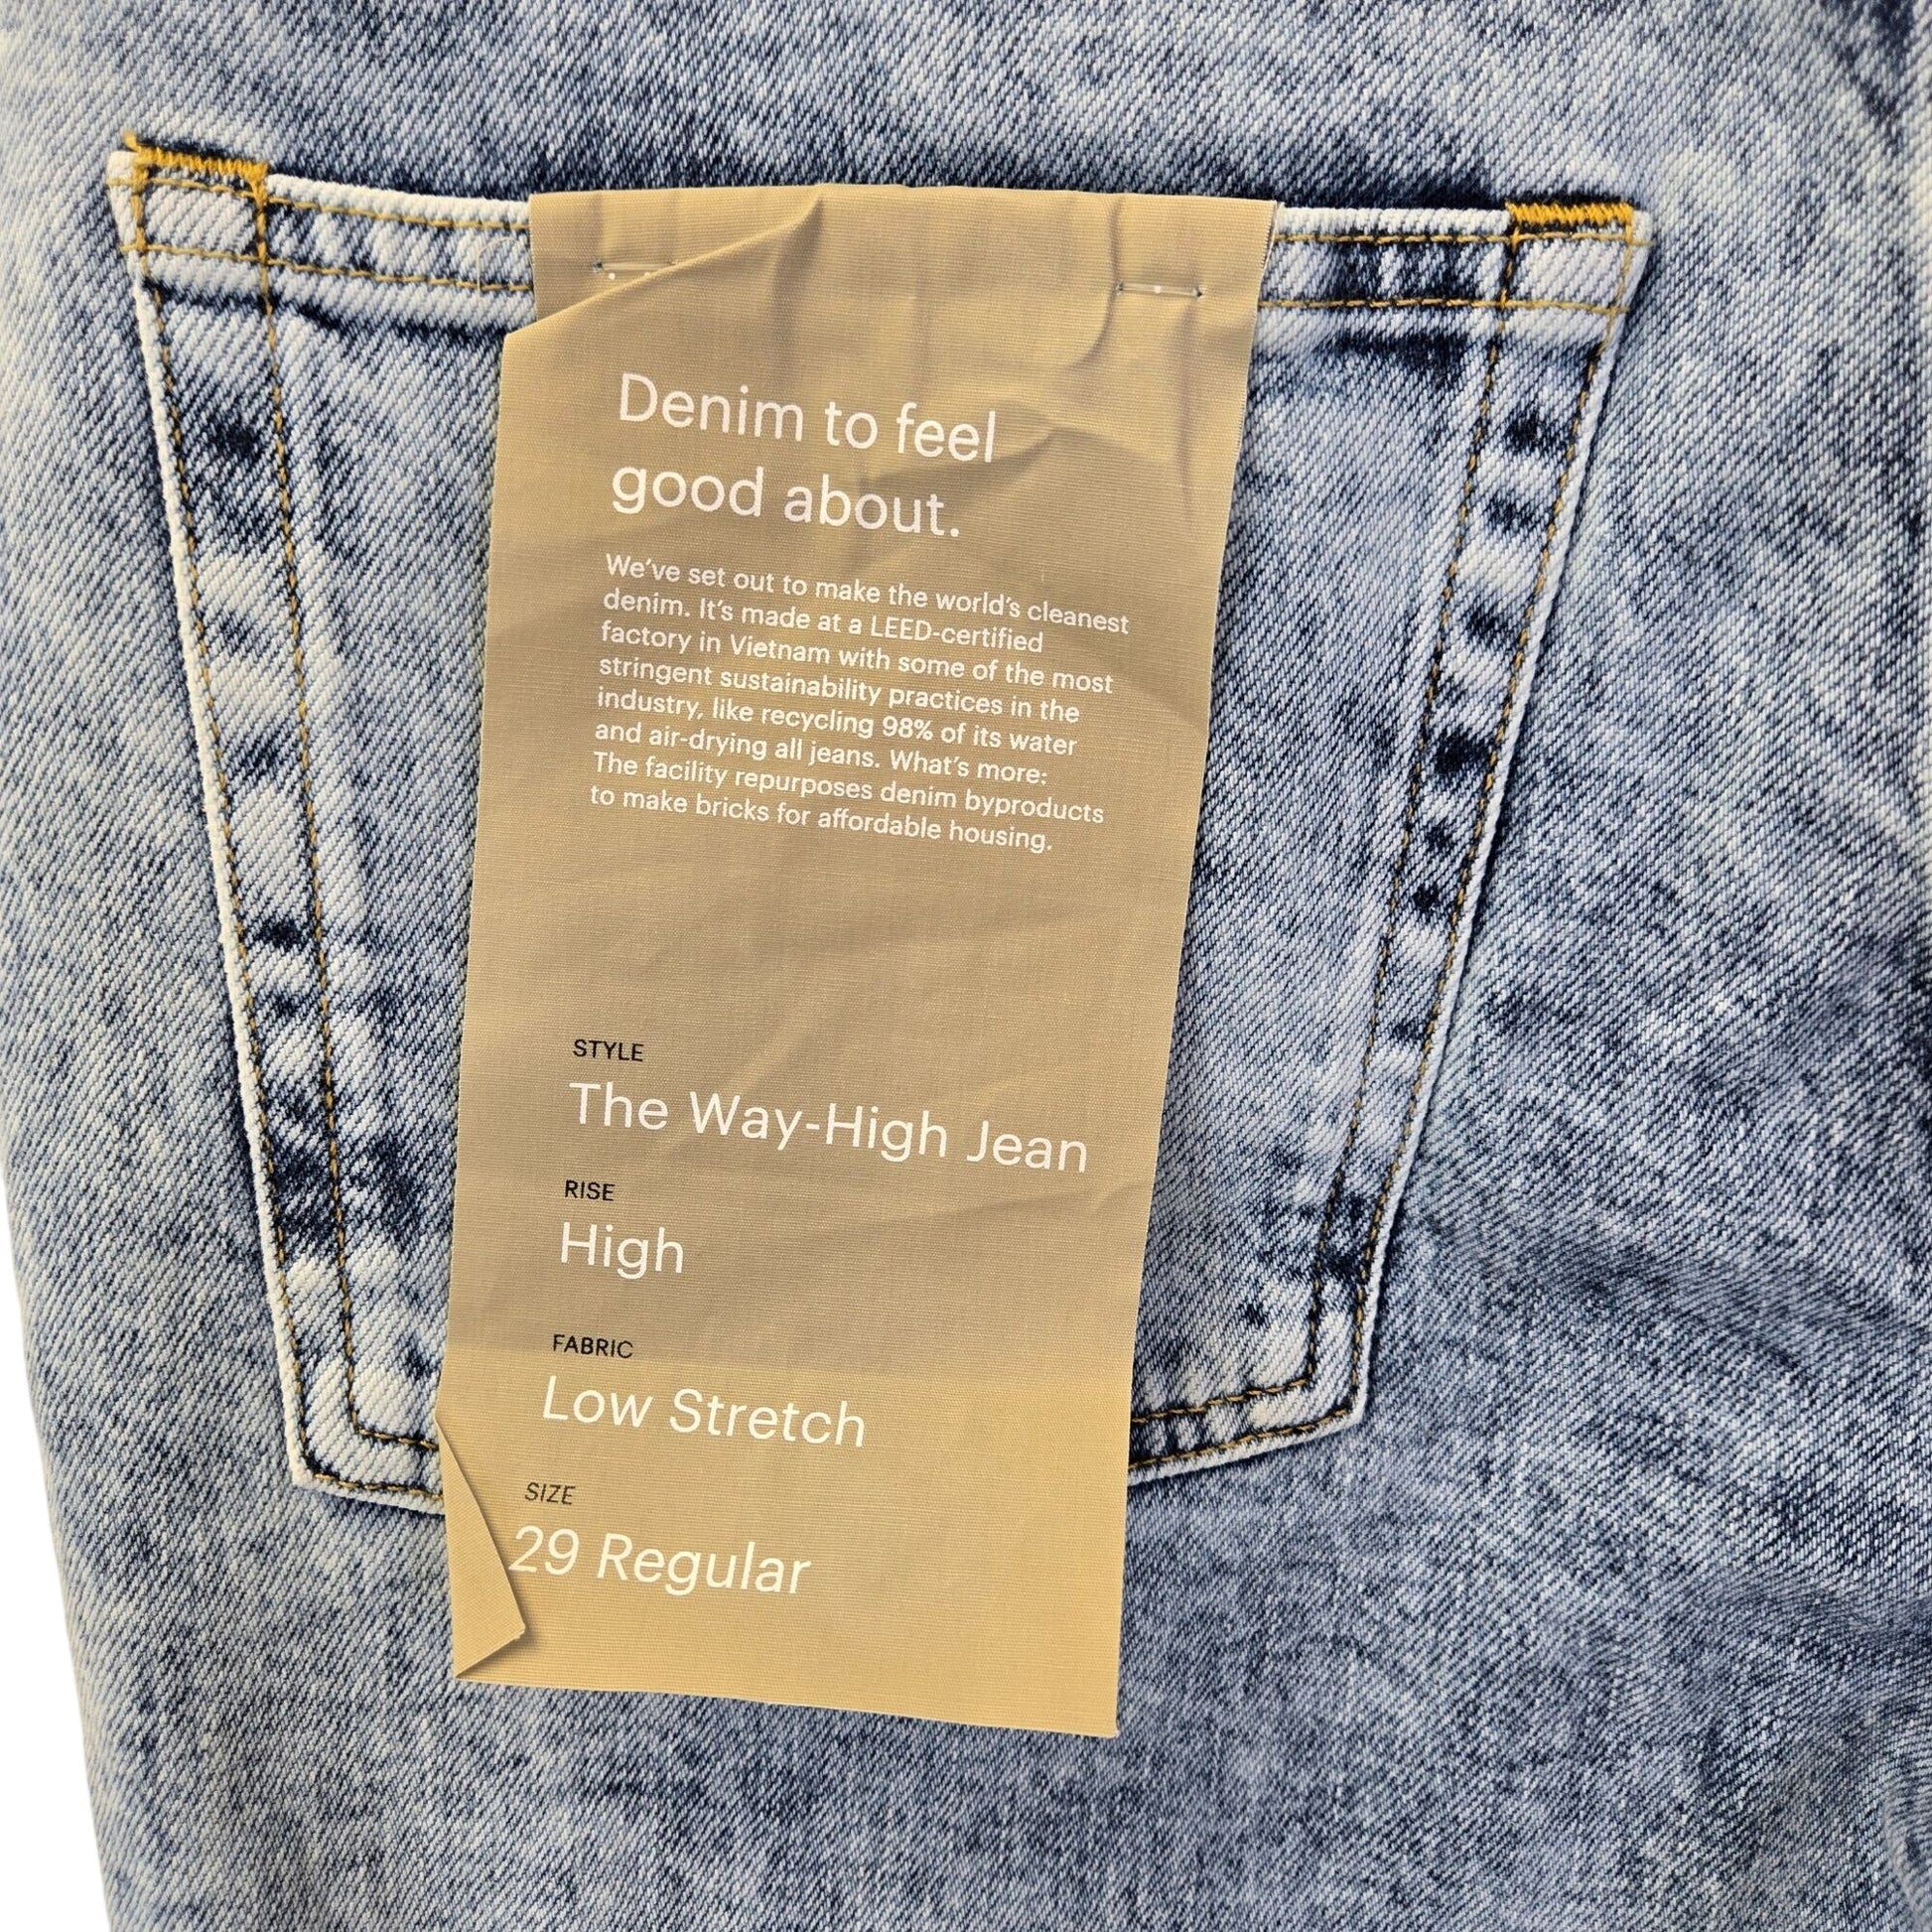 Denim to feel
good about.
We've set out to make the world's cleanest
denim. It's made at a LEED-certified
factory in Vietnam with some of the most
stringent sustainability practices in the
industry, like recycling 98% of its water
and air-drying all jeans. What's more:
The facility repurposes denim byproducts
to make bricks for affordable housing.
STYLE
The Way-High Jean
RISE
High
FABRIC
Low Stretch
SIZE
29 Regular